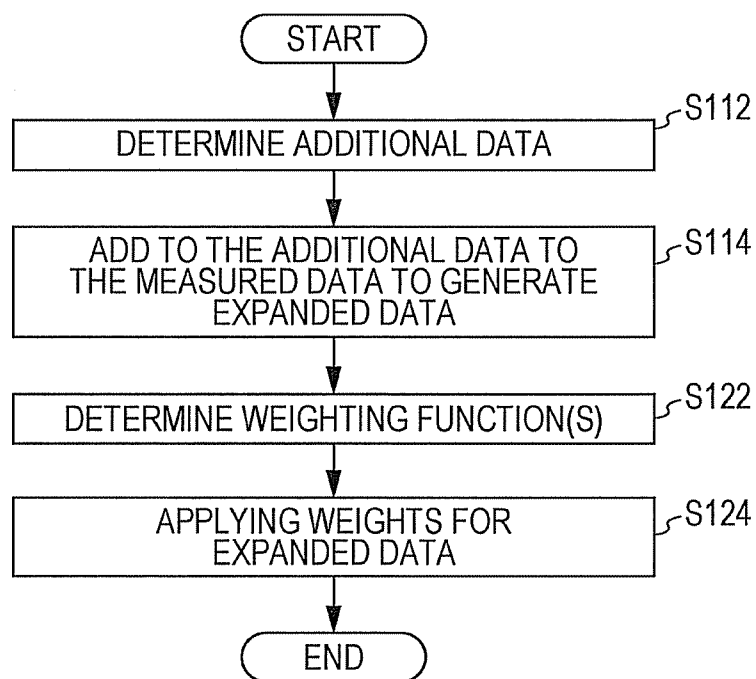 START
S112
DETERMINE ADDITIONAL DATA
S114
ADD TO THE ADDITIONAL DATA TO
THE MEASURED DATA TO GENERATE
EXPANDED DATA
S122
DETERMINE WEIGHTING FUNCTION(S)
S124
APPLYING WEIGHTS FOR
EXPANDED DATA
END